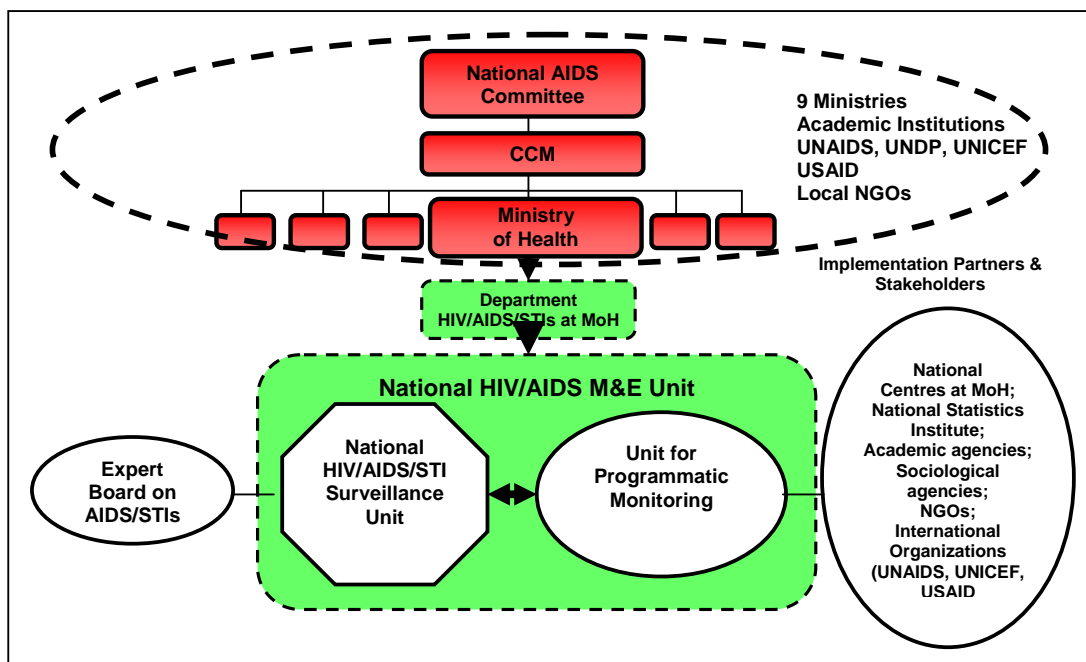 National AIDS
Committee
9 Ministries
Academic Institutions
UNAIDS, UNDP, UNICEF
USAID
Local NGOs
CCM
Ministry
of Health
Implementation Partners &
Stakeholders
Department
HIV/AIDS/STIs at MoH
National HIV/AIDS M&E Unit
Expert
Board on
AIDS/STIs
National
HIV/AIDS/STI
Surveillance
Unit
Unit for
Programmatic
Monitoring
National
Centres at MoH;
National Statistics
Institute;
Academic agencies;
Sociological
agencies;
NGOs;
International
Organizations
(UNAIDS, UNICEF,
USAID